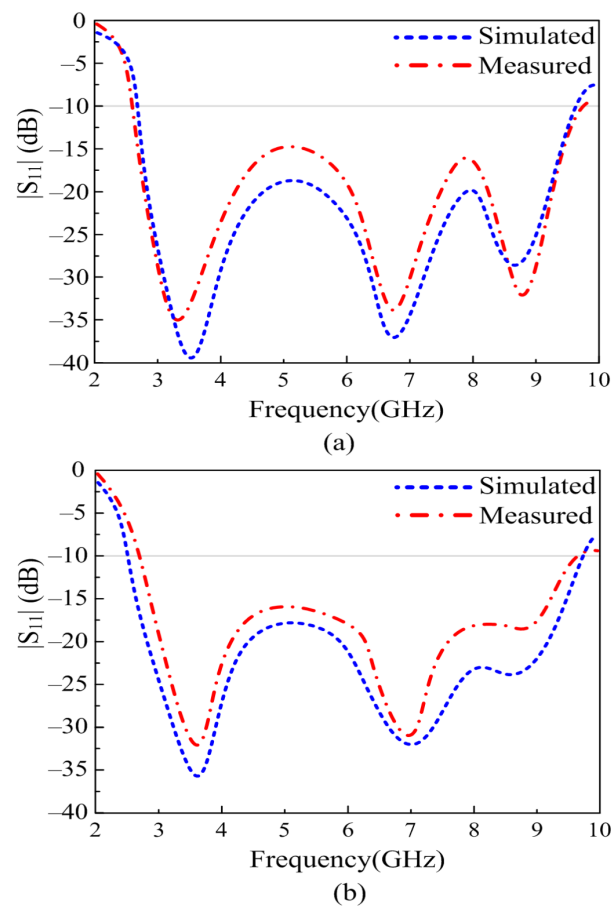 0
−5
−10
−15
−20
−25
−30
−35
−40
|S₁₁| (dB)
Simulated
Measured
2 3 4 5 6 7 8 9 10
Frequency(GHz)
(a)
0
−5
−10
−15
−20
−25
−30
−35
−40
|S₁₁| (dB)
Simulated
Measured
2 3 4 5 6 7 8 9 10
Frequency(GHz)
(b)